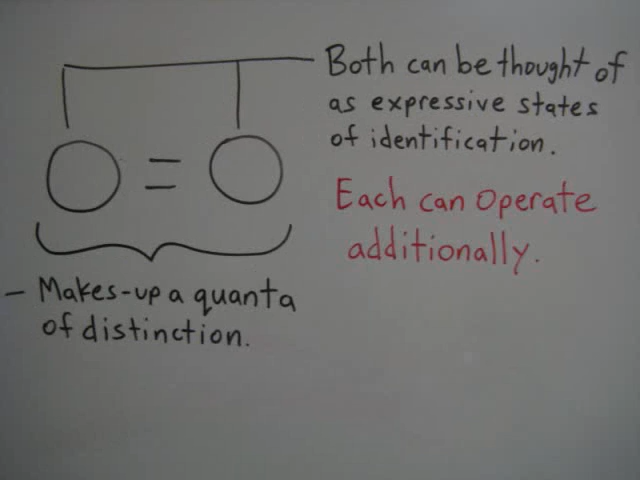 Both can be thought of
as expressive states
of identification.
Each can operate
additionally.
=
- Makes-up a quanta
of distinction.